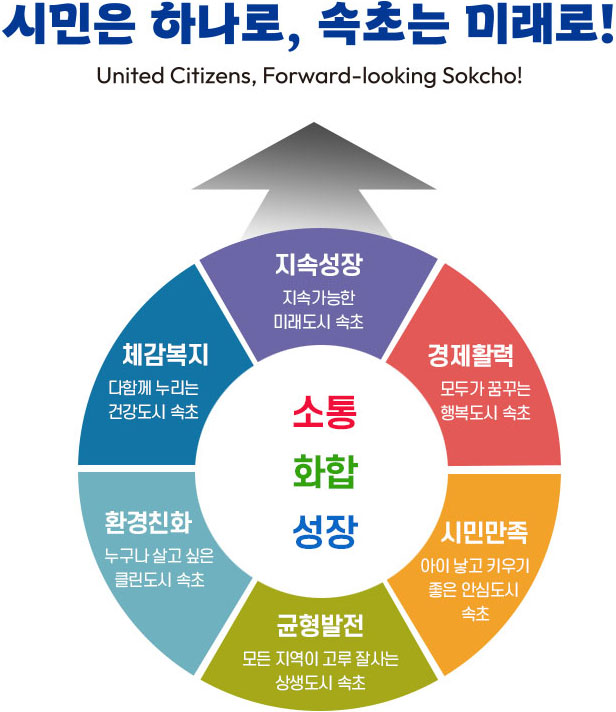 시민은 하나로, 속초는 미래로!
United Citizens, Forward-looking Sokcho!
지속성장
지속가능한
미래도시 속초
경제활력
모두가 꿈꾸는
행복도시 속초
시민만족
아이 낳고 키우기
좋은 안심도시
속초
균형발전
모든 지역이 고루 잘사는
상생도시 속초
환경친화
누구나 살고 싶은
클린도시 속초
체감복지
다함께 누리는
건강도시 속초
소통
화합
성장